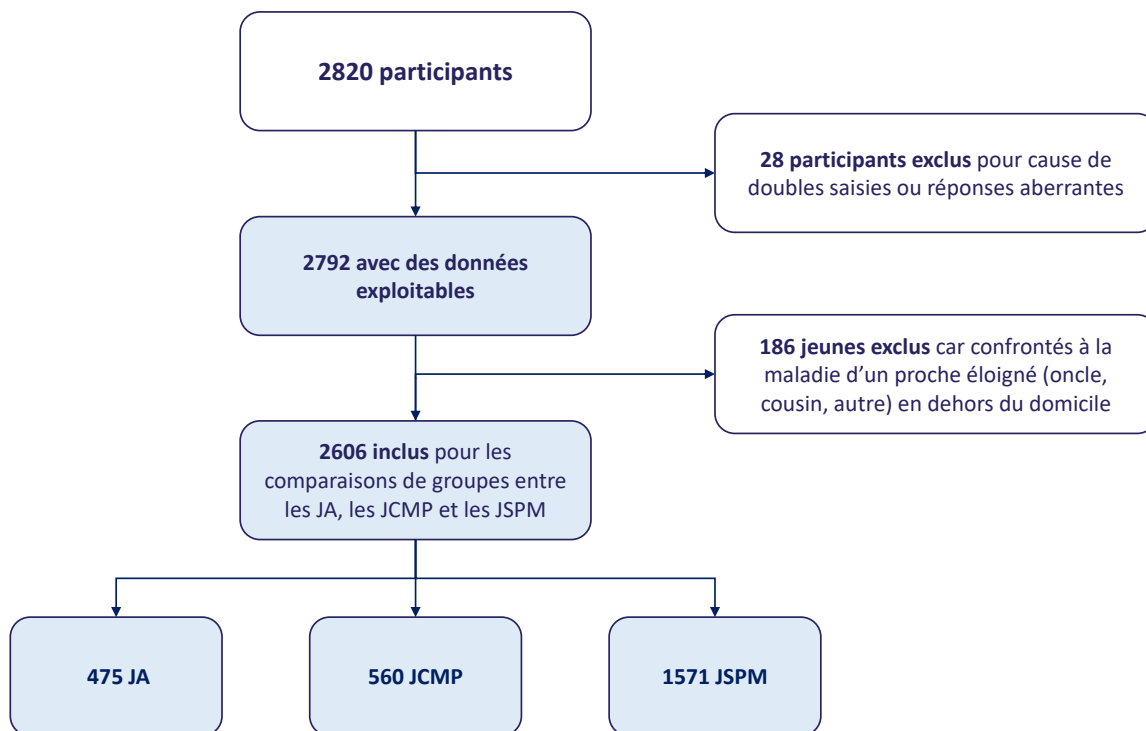 2820 participants
28 participants exclus pour cause de
doubles saisies ou réponses aberrantes
2792 avec des données
exploitables
186 jeunes exclus car confrontés à la
maladie d’un proche éloigné (oncle,
cousin, autre) en dehors du domicile
2606 inclus pour les
comparaisons de groupes entre
les JA, les JCMP et les JSPM
475 JA
560 JCMP
1571 JSPM